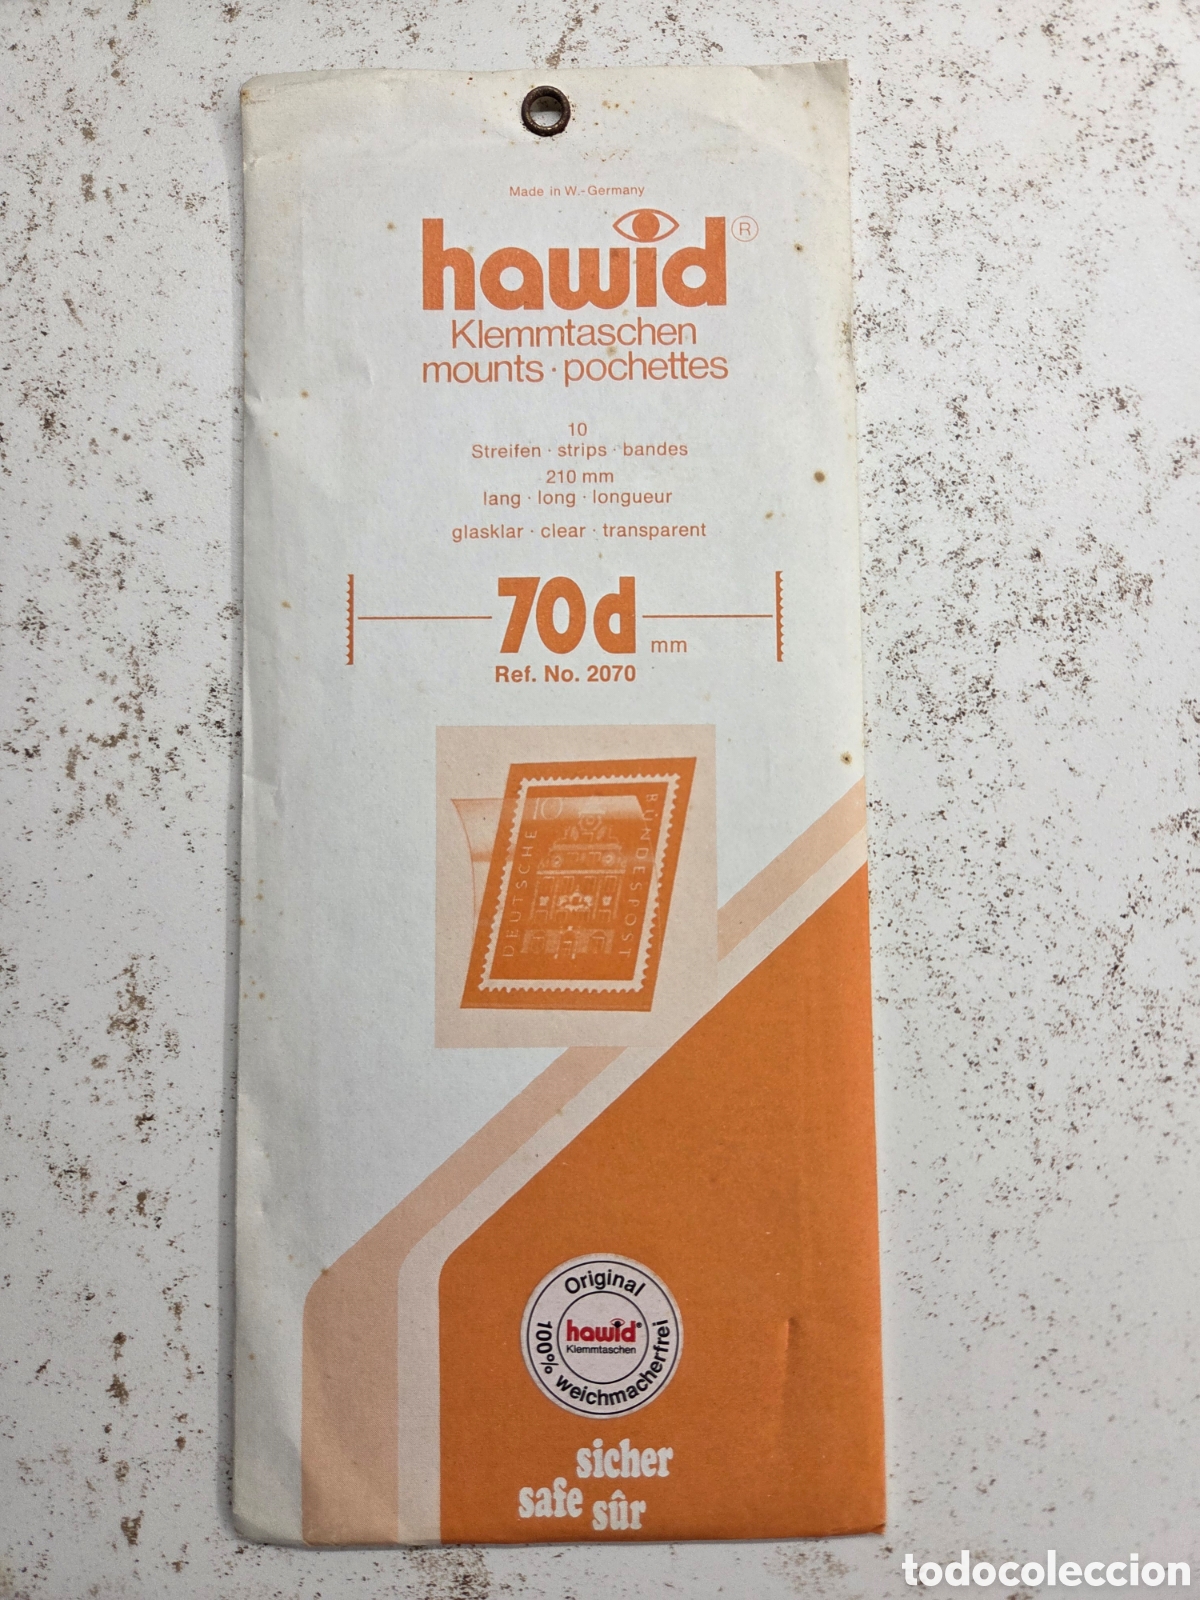 Made in W.-Germany
hawid®
Klemmtaschen
mounts · pochettes
10
Streifen · strips · bandes
210 mm
lang · long · longueur
glasklar · clear · transparent
70d mm
Ref. No. 2070
10
DEUTSCHE
BUNDESPOST
Original
hawid®
Klemmtaschen
100% weichmacherfrei
sicher
safe sûr
todocoleccion